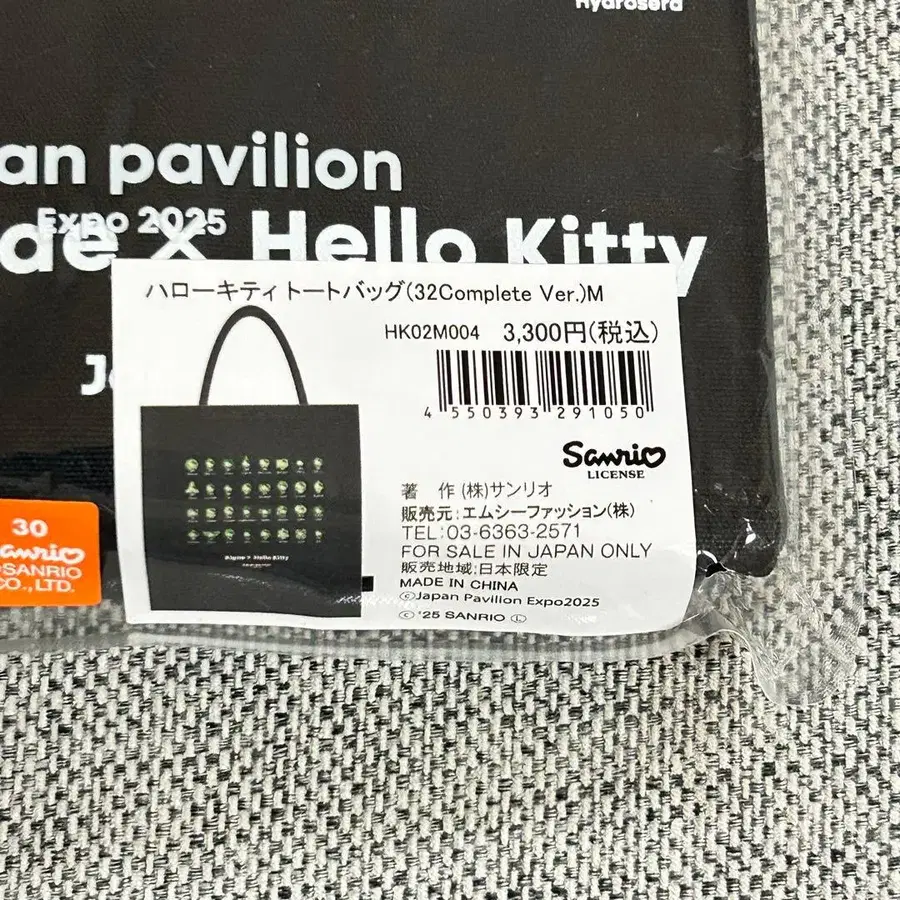 Hydrosera
an pavilion
Expo 2025
de × Hello Kitty
ハローキティトートバッグ(32Complete Ver.)M
HK02M004 3,300円(税込)
4 550393 291050
Sanrio
LICENSE
著 作 (株)サンリオ
販売元:エムシーファッション(株)
TEL:03-6363-2571
FOR SALE IN JAPAN ONLY
販売地域:日本限定
MADE IN CHINA
©Japan Pavilion Expo2025
©'25 SANRIO Ⓛ
Algae × Hello Kitty
30
Sanrio
©SANRIO
CO.,LTD.